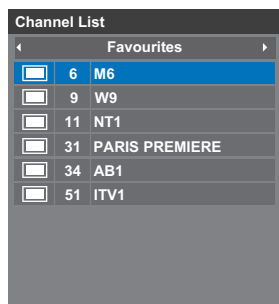 Channel List
Favourites
6 M6
9 W9
11 NT1
31 PARIS PREMIERE
34 AB1
51 ITV1